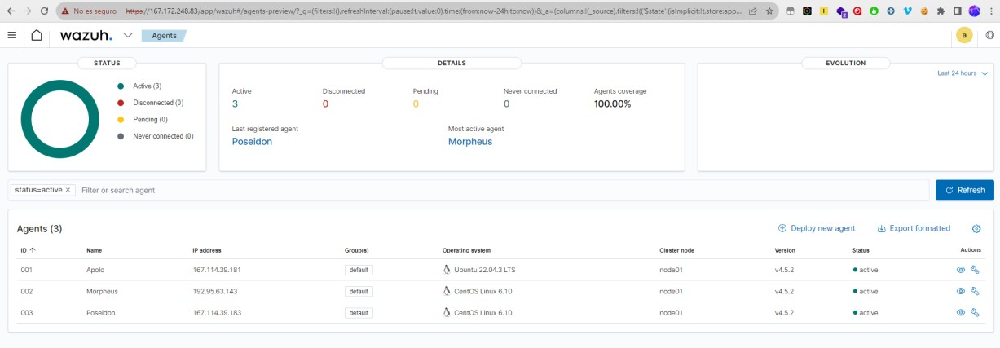 No es seguro https://167.172.248.83/app/wazuh#/agents-preview/?_g=(filters:!(),refreshInterval:(pause:!t,value:0),time:(from:now-24h,to:now))&_a=(columns:!(_source),filters:!(('$state':(isImplicit:!t,store:app...
wazuh. Agents a
STATUS
Active (3)
Disconnected (0)
Pending (0)
Never connected (0)
DETAILS
Active Disconnected Pending Never connected Agents coverage
3 0 0 0 100.00%
Last registered agent Most active agent
Poseidon Morpheus
EVOLUTION
Last 24 hours
status=active × Filter or search agent Refresh
Agents (3) Deploy new agent Export formatted
ID ↑ Name IP address Group(s) Operating system Cluster node Version Status Actions
001 Apolo 167.114.39.181 default Ubuntu 22.04.3 LTS node01 v4.5.2 active
002 Morpheus 192.95.63.143 default CentOS Linux 6.10 node01 v4.5.2 active
003 Poseidon 167.114.39.183 default CentOS Linux 6.10 node01 v4.5.2 active